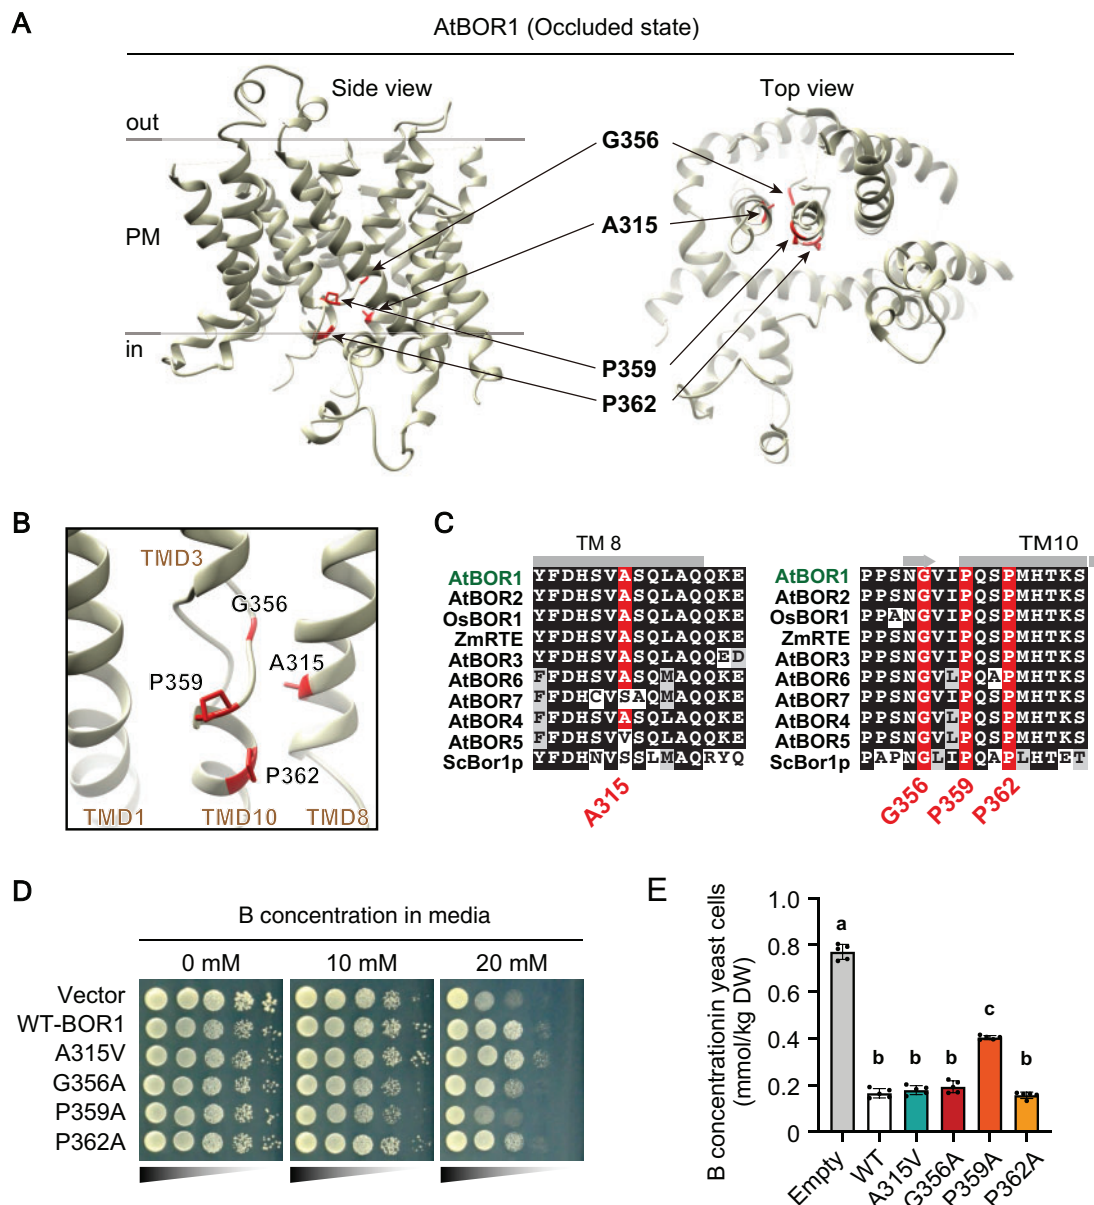 A
AtBOR1 (Occluded state)
Side view
Top view
out
PM
in
G356
A315
P359
P362
B
TMD3
G356
A315
P359
P362
TMD1
TMD10
TMD8
C
TM 8
AtBOR1 YFDHSVASQLAQQKE
AtBOR2 YFDHSVASQLAQQKE
OsBOR1 YFDHSVASQLAQQKE
ZmRTE YFDHSVASQLAQQKE
AtBOR3 YFDHSVASQLAQQED
AtBOR6 FFDHSVASQMAQQKE
AtBOR7 FFDHCVSAQMAQQKE
AtBOR4 FFDHSVASQLAQQKE
AtBOR5 FFDHSVVSQLAQQKE
ScBor1p YFDHNVSSLMAQRYQ
A315
TM10
AtBOR1 PPSNGVIPQSPMHTKS
AtBOR2 PPSNGVIPQSPMHTKS
OsBOR1 PPANGVIPQSPMHTKS
ZmRTE PPSNGVIPQSPMHTKS
AtBOR3 PPSNGVIPQSPMHTKS
AtBOR6 PPSNGVLPQAPMHTKS
AtBOR7 PPSNGVIPQSPMHTKS
AtBOR4 PPSNGVLPQSPMHTKS
AtBOR5 PPSNGVLPQSPMHTKS
ScBor1p PAPNGLIPQAPLHTET
G356
P359
P362
D
B concentration in media
0 mM
10 mM
20 mM
Vector
WT-BOR1
A315V
G356A
P359A
P362A
E
B concentrationin yeast cells
(mmol/kg DW)
1.0
0.8
0.6
0.4
0.2
0
a
b
b
b
c
b
Empty
WT
A315V
G356A
P359A
P362A